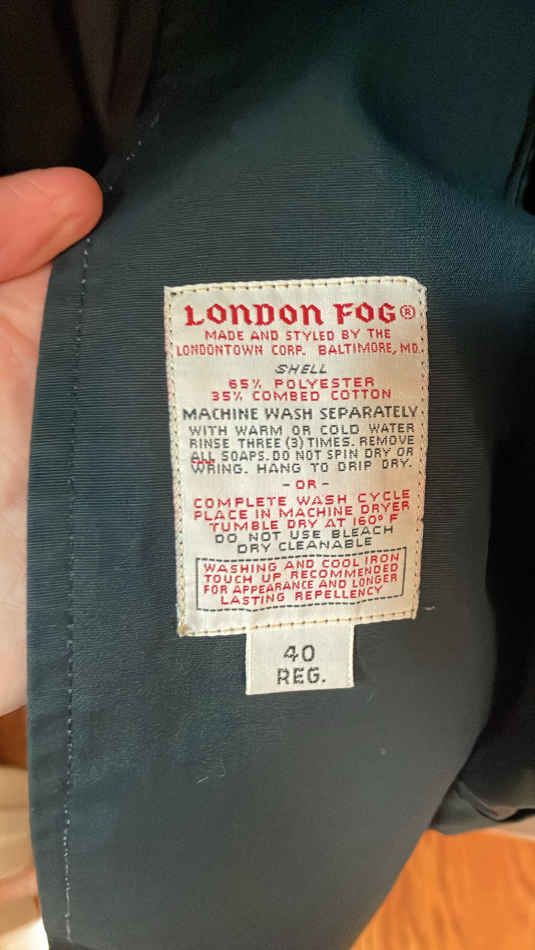 LONDON FOG®
MADE AND STYLED BY THE
LONDONTOWN CORP. BALTIMORE, MD.
SHELL
65% POLYESTER
35% COMBED COTTON
MACHINE WASH SEPARATELY
WITH WARM OR COLD WATER
RINSE THREE (3) TIMES. REMOVE
ALL SOAPS. DO NOT SPIN DRY OR
WRING. HANG TO DRIP DRY.
- OR -
COMPLETE WASH CYCLE
PLACE IN MACHINE DRYER
TUMBLE DRY AT 160° F
DO NOT USE BLEACH
DRY CLEANABLE
WASHING AND COOL IRON
TOUCH UP RECOMMENDED
FOR APPEARANCE AND LONGER
LASTING REPELLENCY
40
REG.